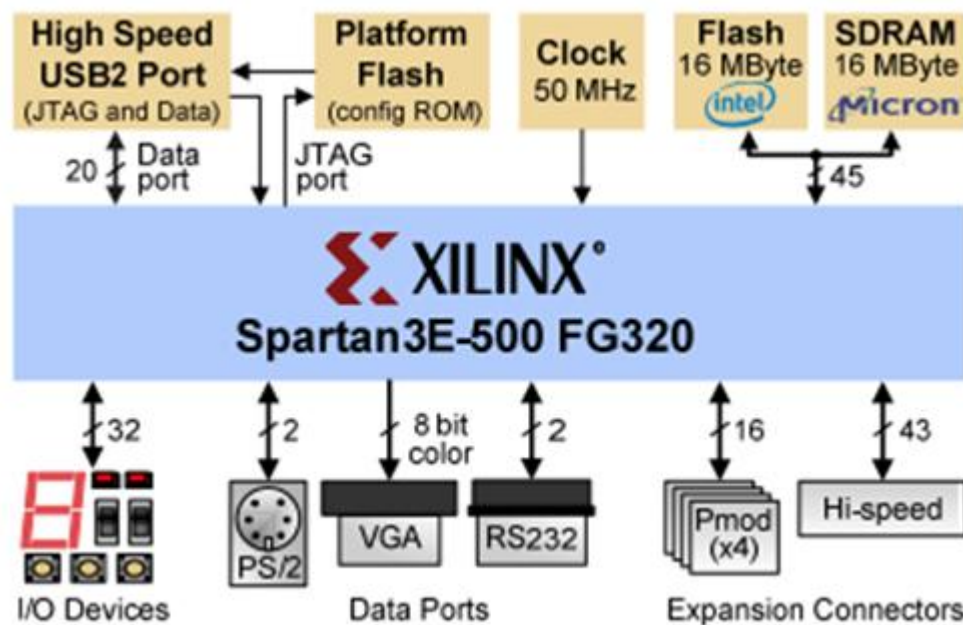 High Speed
USB2 Port
(JTAG and Data)
Platform
Flash
(config ROM)
Clock
50 MHz
Flash
16 MByte
intel
SDRAM
16 MByte
Micron
20
Data
port
JTAG
port
45
XILINX
Spartan3E-500 FG320
32
2
8 bit
color
2
16
43
8
PS/2
VGA
RS232
Pmod
(x4)
Hi-speed
I/O Devices
Data Ports
Expansion Connectors